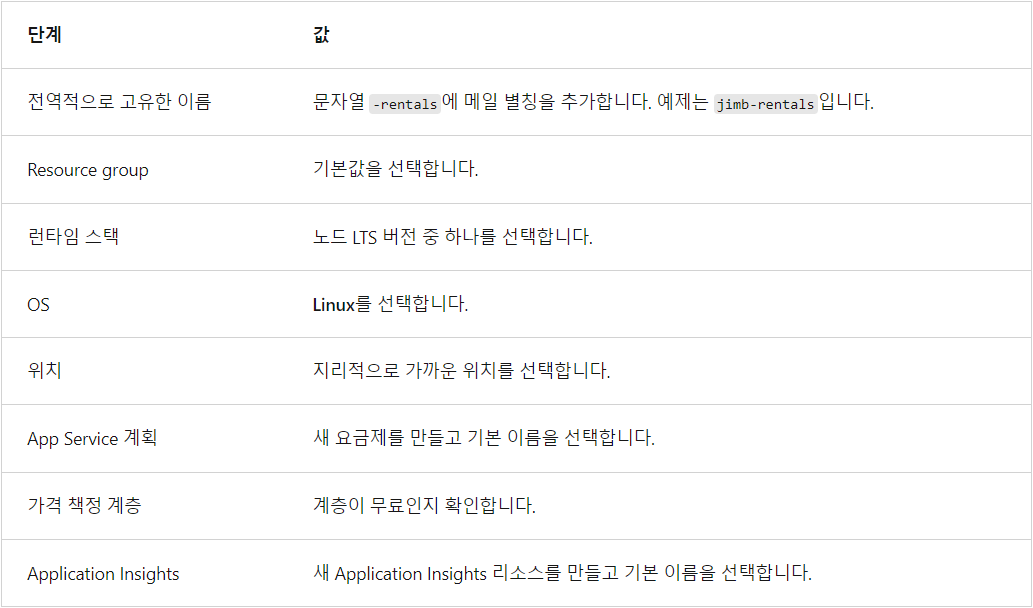 단계 값
전역적으로 고유한 이름 문자열 -rentals에 메일 별칭을 추가합니다. 예제는 jimb-rentals입니다.
Resource group 기본값을 선택합니다.
런타임 스택 노드 LTS 버전 중 하나를 선택합니다.
OS Linux를 선택합니다.
위치 지리적으로 가까운 위치를 선택합니다.
App Service 계획 새 요금제를 만들고 기본 이름을 선택합니다.
가격 책정 계층 계층이 무료인지 확인합니다.
Application Insights 새 Application Insights 리소스를 만들고 기본 이름을 선택합니다.